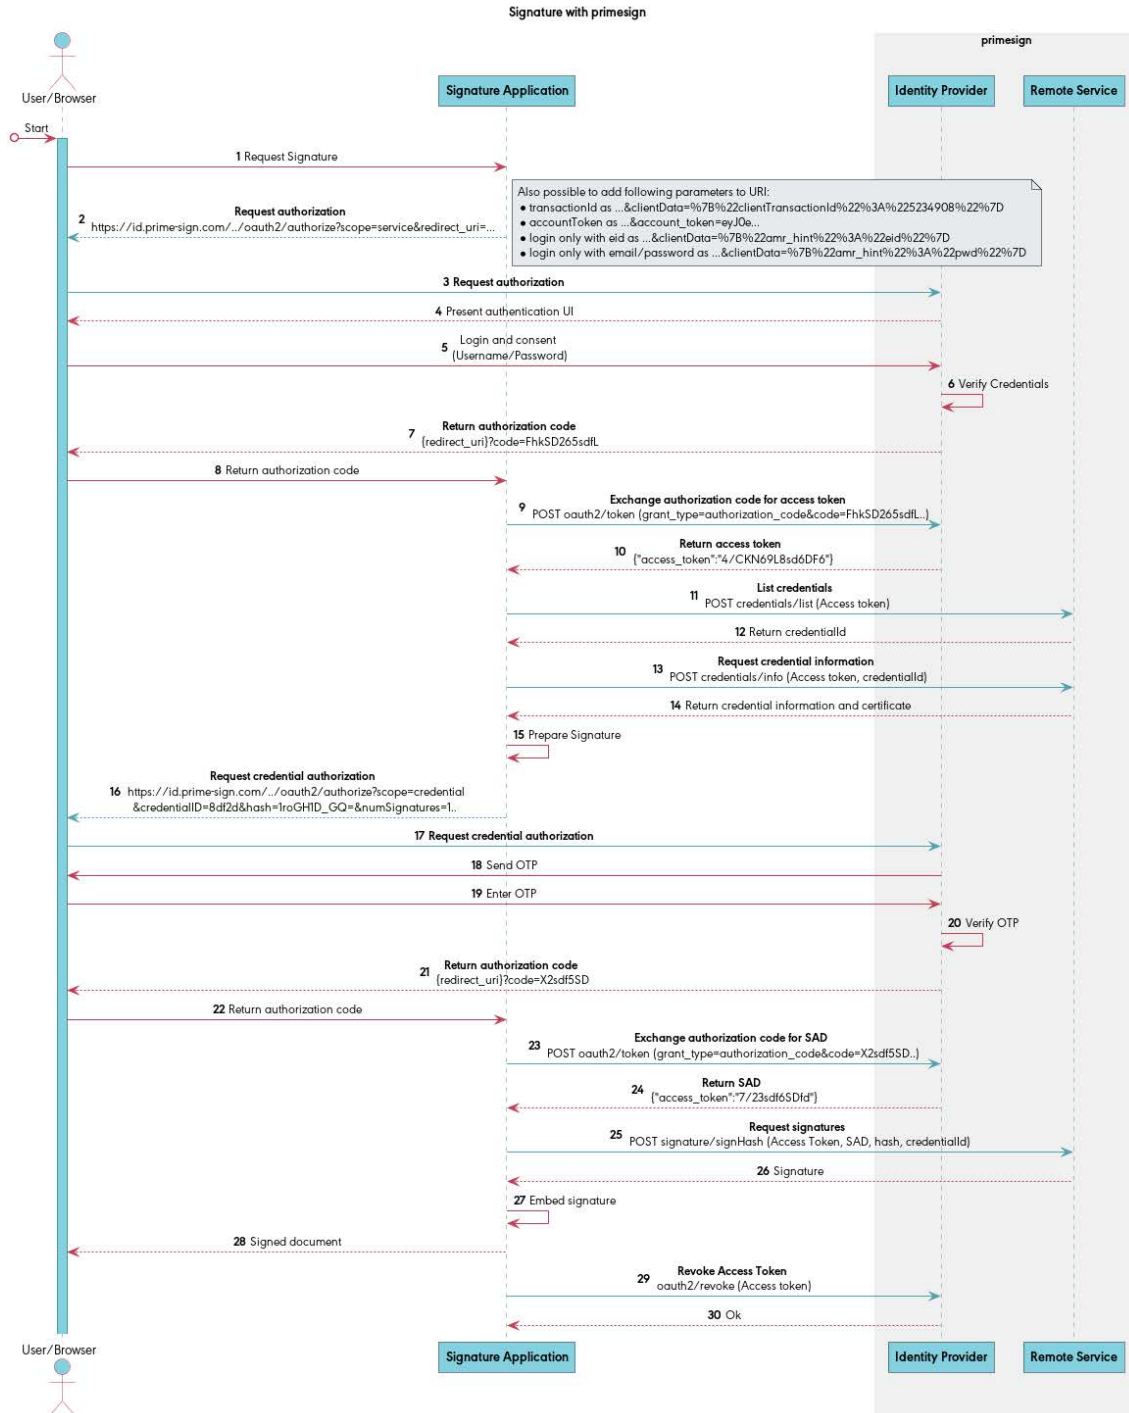 Signature with primesign
primesign
User/Browser
Signature Application
Identity Provider
Remote Service
Start
1 Request Signature
Also possible to add following parameters to URI:
• transactionId as ...&clientData=%7B%22clientTransactionId%22%3A%225234908%22%7D
• accountToken as ...&account_token=eyJ0e...
• login only with eid as ...&clientData=%7B%22amr_hint%22%3A%22eid%22%7D
• login only with email/password as ...&clientData=%7B%22amr_hint%22%3A%22pwd%22%7D
2 Request authorization
https://id.prime-sign.com/../oauth2/authorize?scope=service&redirect_uri=...
3 Request authorization
4 Present authentication UI
5 Login and consent
(Username/Password)
6 Verify Credentials
7 Return authorization code
{redirect_uri}?code=FhkSD265sdfL
8 Return authorization code
9 Exchange authorization code for access token
POST oauth2/token (grant_type=authorization_code&code=FhkSD265sdfL..)
10 Return access token
{"access_token":"4/CKN69L8sd6DF6"}
11 List credentials
POST credentials/list (Access token)
12 Return credentialId
13 Request credential information
POST credentials/info (Access token, credentialId)
14 Return credential information and certificate
15 Prepare Signature
16 Request credential authorization
https://id.prime-sign.com/../oauth2/authorize?scope=credential
&credentialID=8df2d&hash=1roGH1D_GQ=&numSignatures=1..
17 Request credential authorization
18 Send OTP
19 Enter OTP
20 Verify OTP
21 Return authorization code
{redirect_uri}?code=X2sdf5SD
22 Return authorization code
23 Exchange authorization code for SAD
POST oauth2/token (grant_type=authorization_code&code=X2sdf5SD..)
24 Return SAD
{"access_token":"7/23sdf6SDfd"}
25 Request signatures
POST signature/signHash (Access Token, SAD, hash, credentialId)
26 Signature
27 Embed signature
28 Signed document
29 Revoke Access Token
oauth2/revoke (Access token)
30 Ok
User/Browser
Signature Application
Identity Provider
Remote Service